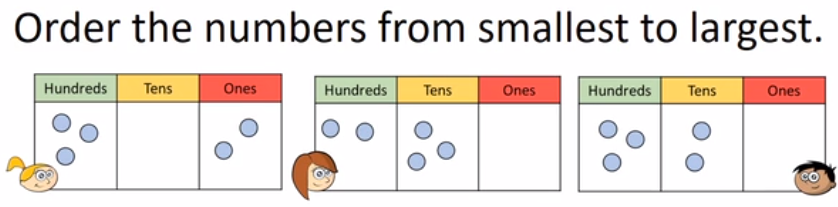 Order the numbers from smallest to largest.
Hundreds Tens Ones
Hundreds Tens Ones
Hundreds Tens Ones